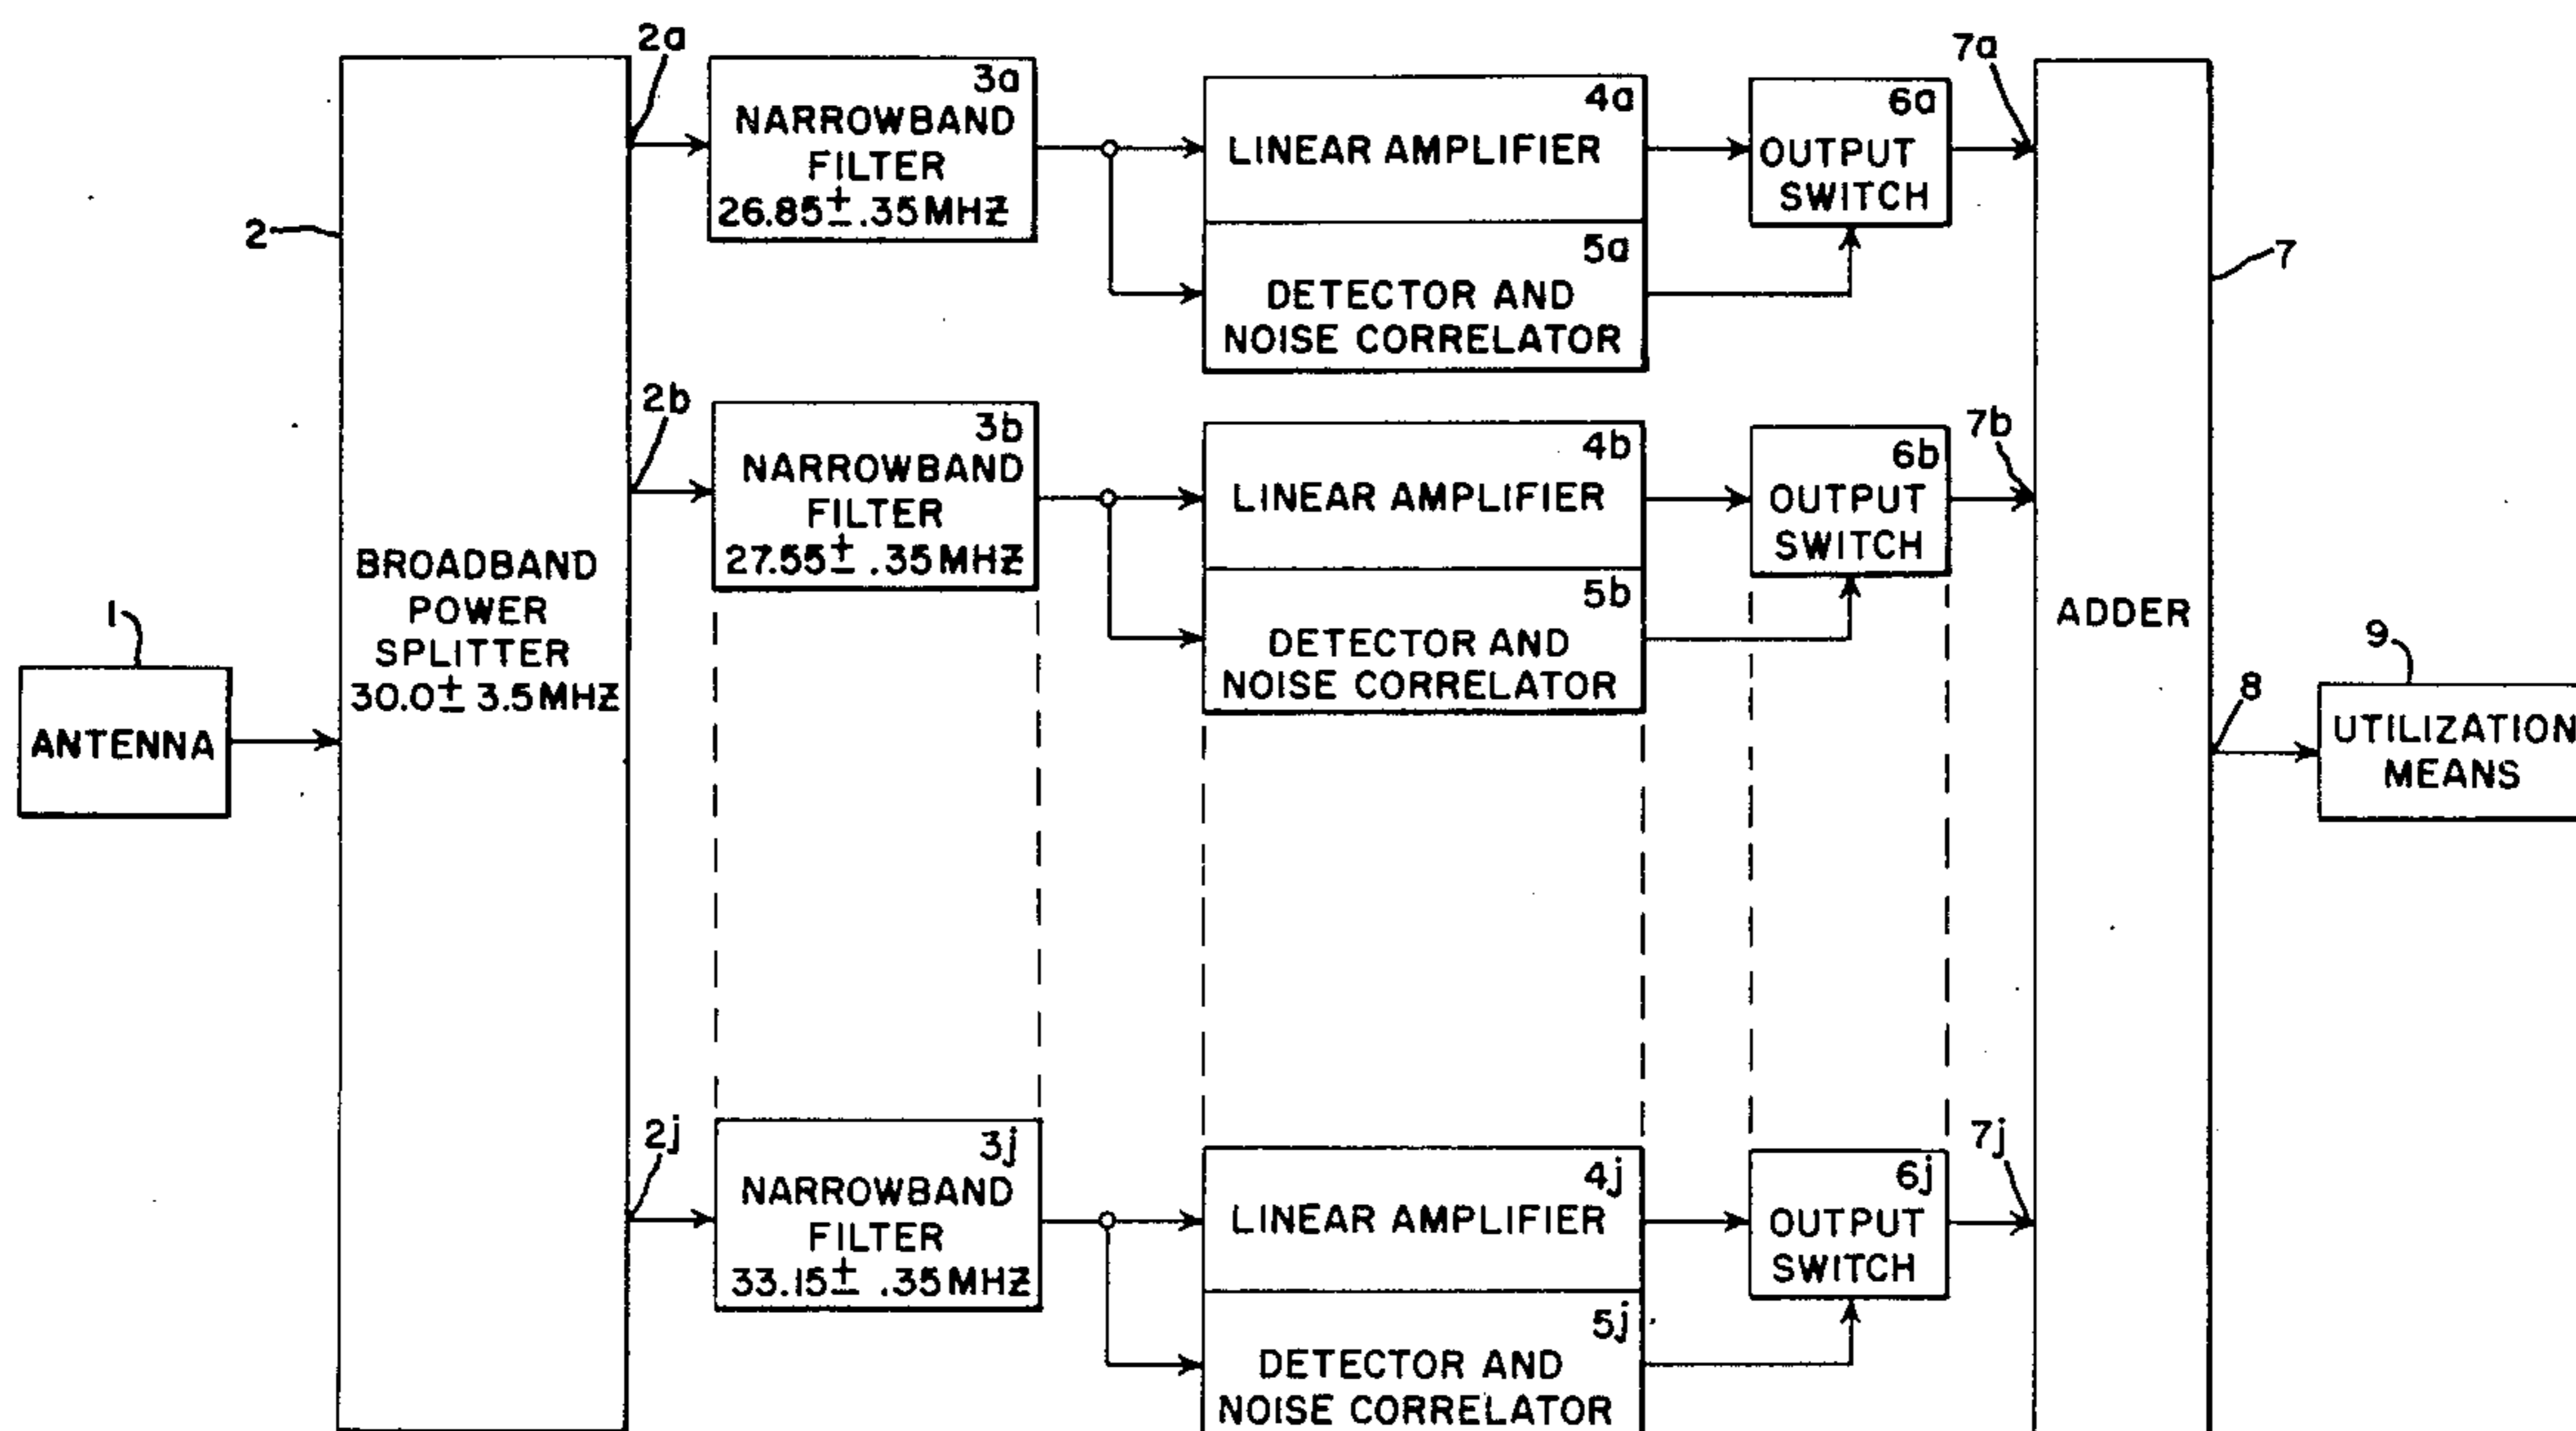 2a
3a
NARROWBAND
FILTER
26.85± .35MHZ
4a
LINEAR AMPLIFIER
5a
DETECTOR AND
NOISE CORRELATOR
6a
OUTPUT
SWITCH
7a
2
7
2b
3b
NARROWBAND
FILTER
27.55± .35MHZ
4b
LINEAR AMPLIFIER
5b
DETECTOR AND
NOISE CORRELATOR
6b
OUTPUT
SWITCH
7b
BROADBAND
POWER
SPLITTER
30.0± 3.5MHZ
ADDER
1
ANTENNA
8
9
UTILIZATION
MEANS
2j
3j
NARROWBAND
FILTER
33.15± .35MHZ
4j
LINEAR AMPLIFIER
5j
DETECTOR AND
NOISE CORRELATOR
6j
OUTPUT
SWITCH
7j